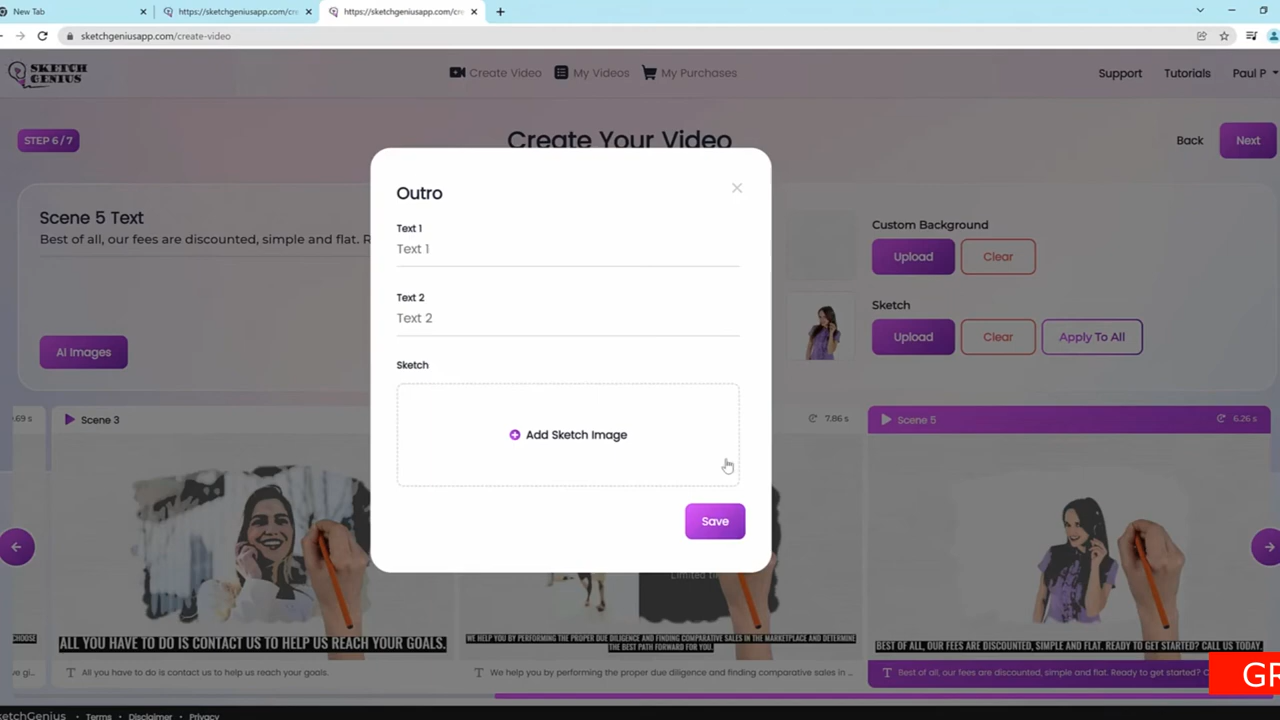 New Tab
https://sketchgeniusapp.com/cre
https://sketchgeniusapp.com/cre
sketchgeniusapp.com/create-video
SKETCH
GENIUS
Create Video
My Videos
My Purchases
Support
Tutorials
Paul P
STEP 6 / 7
Create Your Video
Back
Next
Scene 5 Text
Best of all, our fees are discounted, simple and flat. R
AI Images
Custom Background
Upload
Clear
Sketch
Upload
Clear
Apply To All
Outro
Text 1
Text 1
Text 2
Text 2
Sketch
Add Sketch Image
Save
.69 s
Scene 3
7.86 s
Scene 5
6.26 s
CHOOSE
ALL YOU HAVE TO DO IS CONTACT US TO HELP US REACH YOUR GOALS.
Limited ti
WE HELP YOU BY PERFORMING THE PROPER DUE DILIGENCE AND FINDING COMPARATIVE SALES IN THE MARKETPLACE AND DETERMINE
THE BEST PATH FORWARD FOR YOU.
BEST OF ALL, OUR FEES ARE DISCOUNTED, SIMPLE AND FLAT. READY TO GET STARTED? CALL US TODAY.
e gi...
All you have to do is contact us to help us reach your goals.
We help you by performing the proper due diligence and finding comparative sales in ...
Best of all, our fees are discounted, simple and flat. Ready to get started? C
GR
ketchGenius
Terms
Disclaimer
Privacy